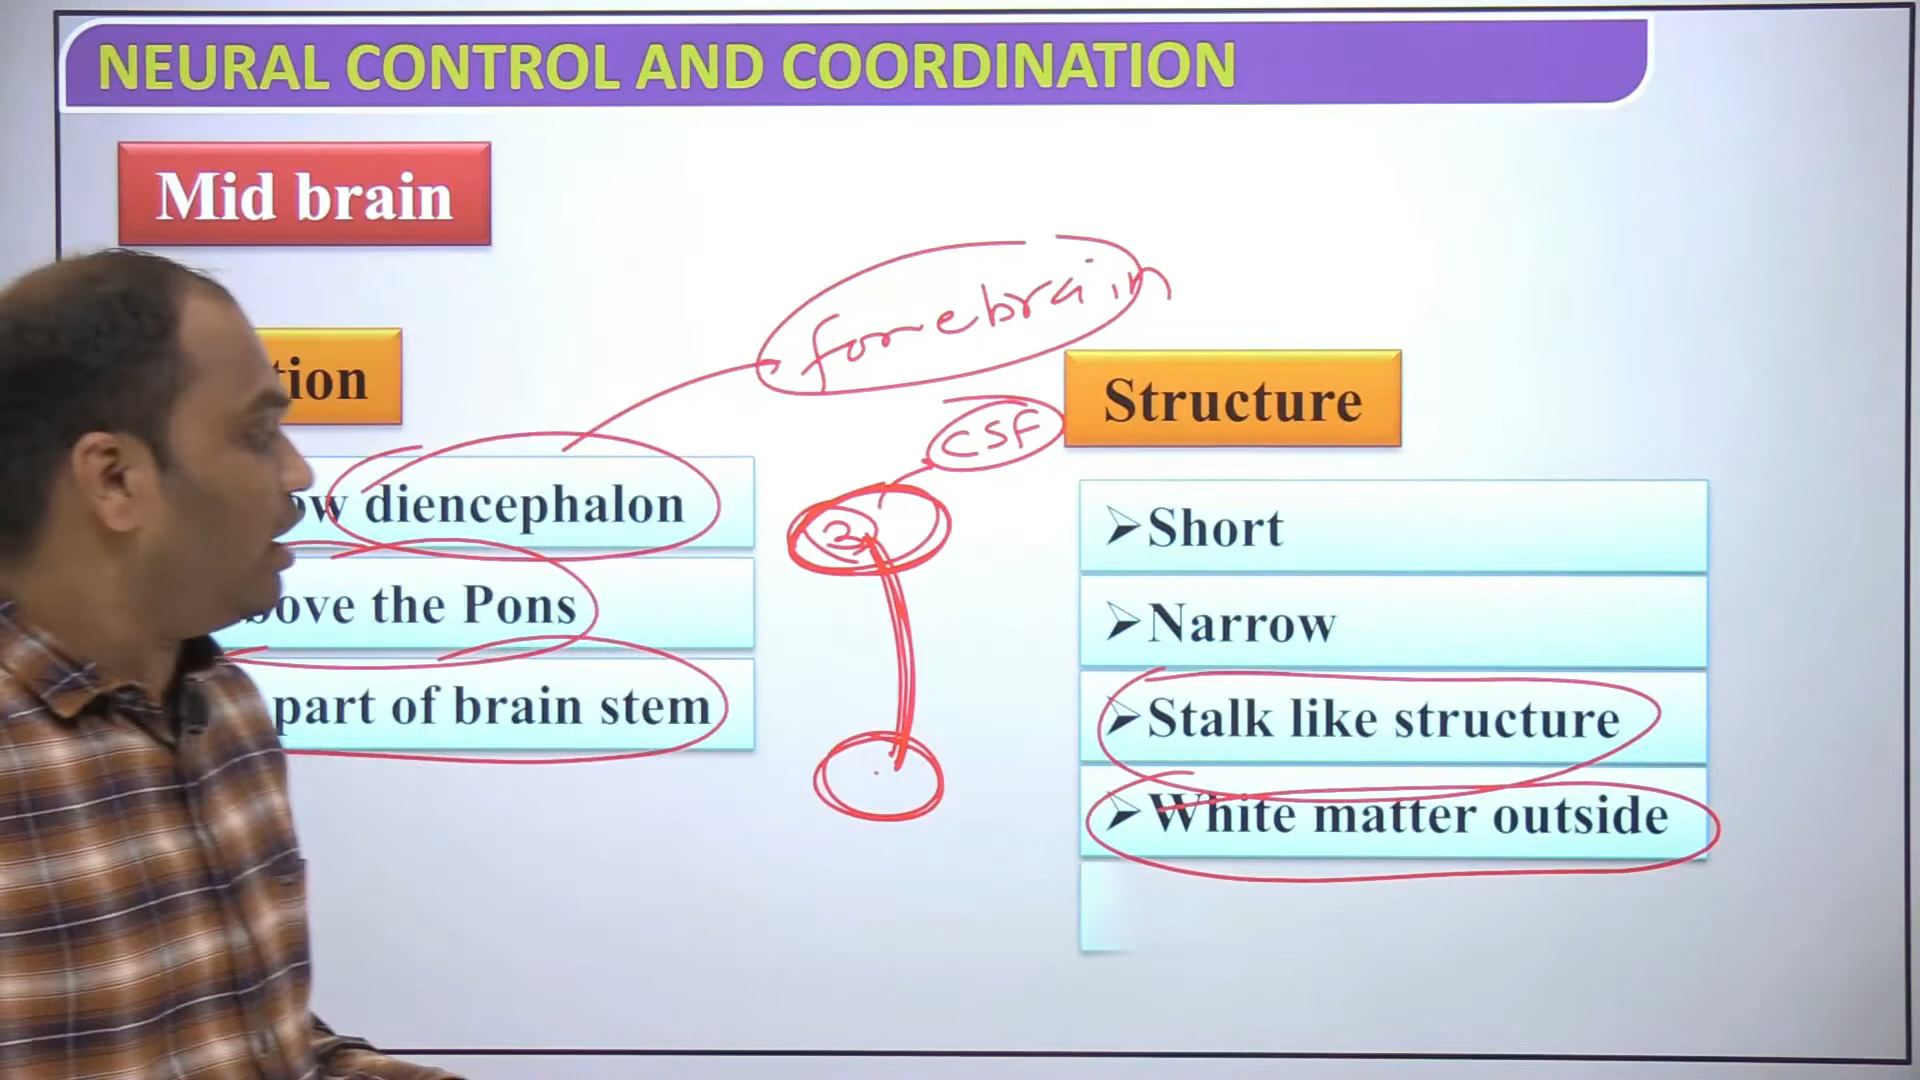 NEURAL CONTROL AND COORDINATION
Mid brain
forebrain
tion
Structure
CSF
ow diencephalon
3
➢Short
ove the Pons
➢Narrow
part of brain stem
➢Stalk like structure
➢White matter outside